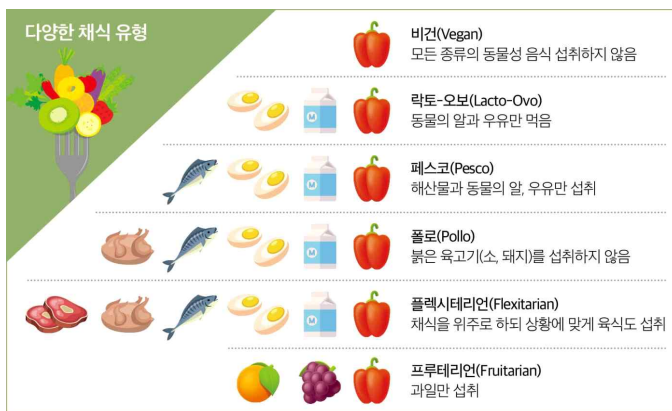 다양한 채식 유형
비건(Vegan)
모든 종류의 동물성 음식 섭취하지 않음
락토-오보(Lacto-Ovo)
동물의 알과 우유만 먹음
M
페스코(Pesco)
해산물과 동물의 알, 우유만 섭취
M
폴로(Pollo)
붉은 육고기(소, 돼지)를 섭취하지 않음
M
플렉시테리언(Flexitarian)
채식을 위주로 하되 상황에 맞게 육식도 섭취
M
프루테리언(Fruitarian)
과일만 섭취